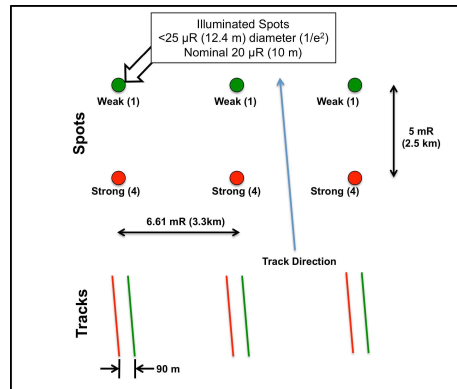 Illuminated Spots
<25 µR (12.4 m) diameter (1/e²)
Nominal 20 µR (10 m)
Weak (1)
Weak (1)
Weak (1)
Spots
5 mR
(2.5 km)
Strong (4)
Strong (4)
Strong (4)
6.61 mR (3.3km)
Track Direction
Tracks
90 m